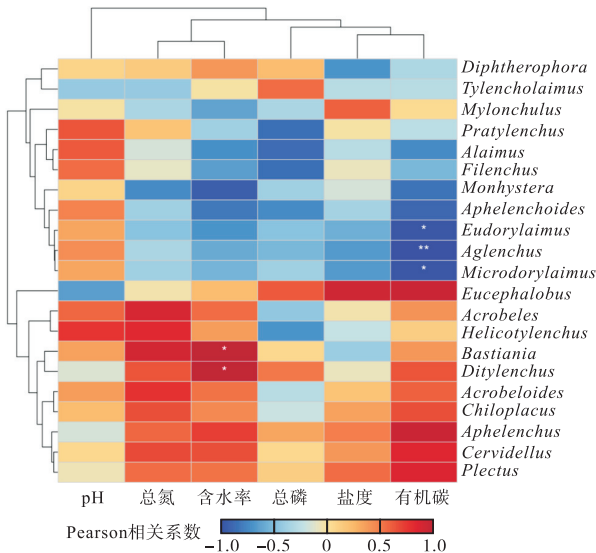 Diphtherophora
Tylencholaimus
Mylonchulus
Pratylenchus
Alaimus
Filenchus
Monhystera
Aphelenchoides
* Eudorylaimus
** Aglenchus
* Microdorylaimus
Eucephalobus
Acrobeles
Helicotylenchus
* Bastiania
* Ditylenchus
Acrobeloides
Chiloplacus
Aphelenchus
Cervidellus
Plectus
pH 总氮 含水率 总磷 盐度 有机碳
Pearson相关系数
−1.0 −0.5 0 0.5 1.0